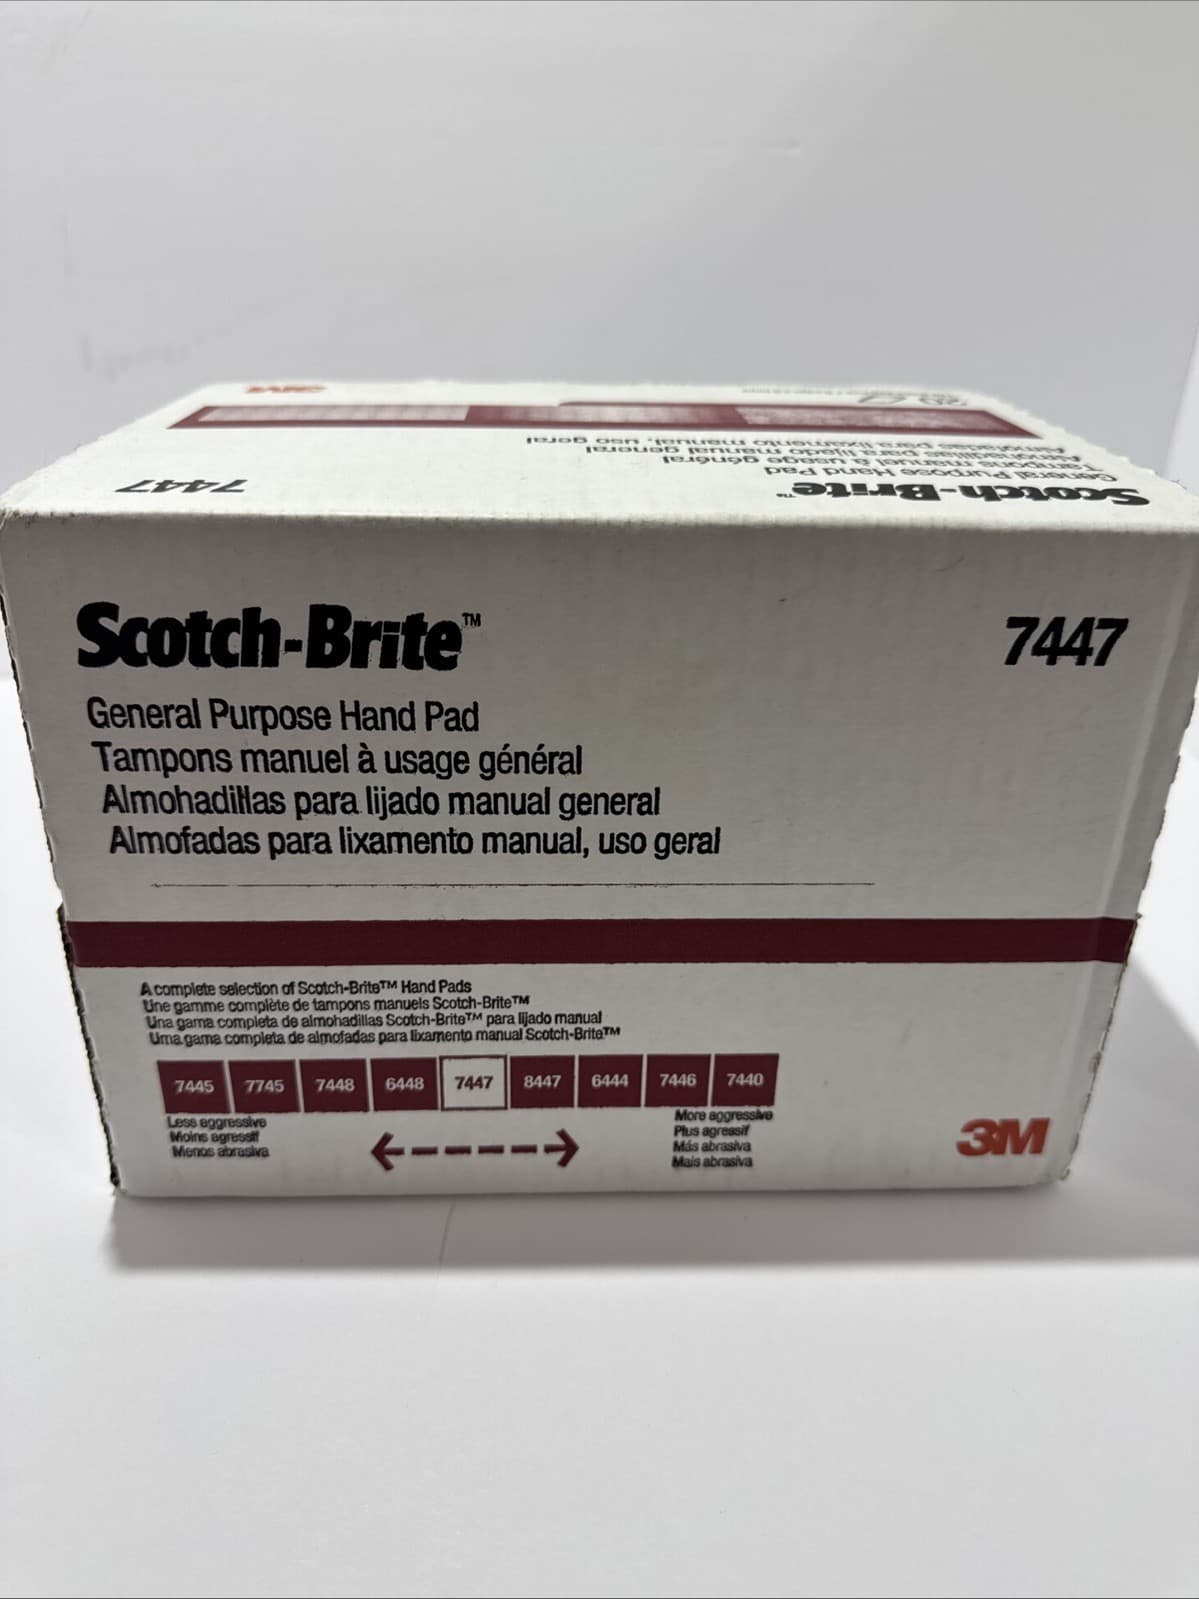 3M
20
Almofadas para lixamento manual, uso geral
Almohadillas para lijado manual general
Tampons manuel à usage général
General Purpose Hand Pad
Scotch-Brite™
7447
Scotch-Brite™
7447
General Purpose Hand Pad
Tampons manuel à usage général
Almohadillas para lijado manual general
Almofadas para lixamento manual, uso geral
A complete selection of Scotch-Brite™ Hand Pads
Une gamme complète de tampons manuels Scotch-Brite™
Una gama completa de almohadillas Scotch-Brite™ para lijado manual
Uma gama completa de almofadas para lixamento manual Scotch-Brite™
7445 7745 7448 6448 7447 8447 6444 7446 7440
Less aggressive
Moins agressif
Menos abrasiva
More aggressive
Plus agressif
Más abrasiva
Mais abrasiva
3M